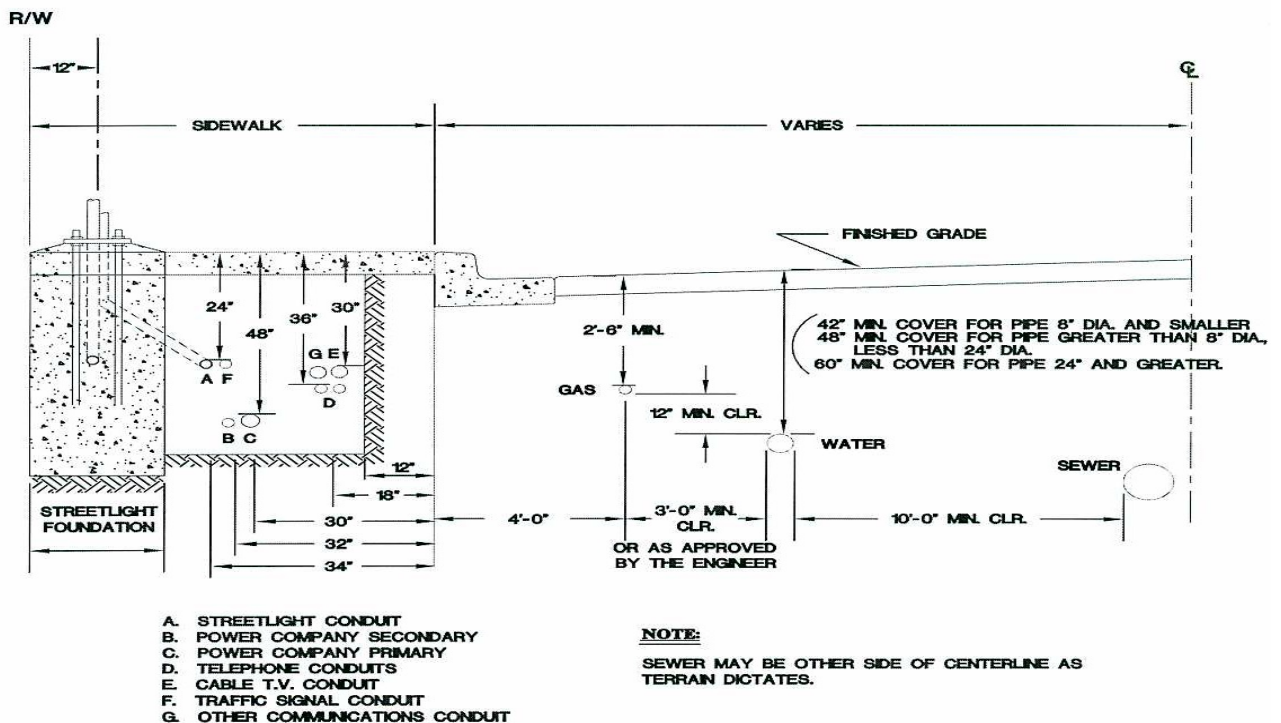 R/W
12"
℄
SIDEWALK
VARIES
FINISHED GRADE
24"
48"
36"
30"
2'-6" MIN.
42" MIN. COVER FOR PIPE 8" DIA. AND SMALLER
48" MIN. COVER FOR PIPE GREATER THAN 8" DIA.,
LESS THAN 24" DIA.
60" MIN. COVER FOR PIPE 24" AND GREATER.
G E
A F
D
GAS
12" MIN. CLR.
B C
WATER
SEWER
12"
18"
STREETLIGHT
FOUNDATION
30"
4'-0"
3'-0" MIN.
CLR.
10'-0" MIN. CLR.
32"
OR AS APPROVED
BY THE ENGINEER
34"
A. STREETLIGHT CONDUIT
B. POWER COMPANY SECONDARY
C. POWER COMPANY PRIMARY
D. TELEPHONE CONDUITS
E. CABLE T.V. CONDUIT
F. TRAFFIC SIGNAL CONDUIT
G. OTHER COMMUNICATIONS CONDUIT
NOTE:
SEWER MAY BE OTHER SIDE OF CENTERLINE AS
TERRAIN DICTATES.